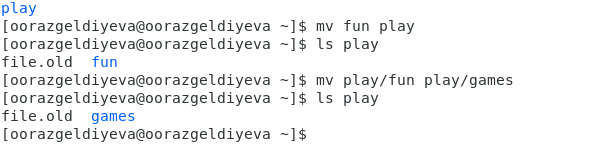 play
[oorazgeldiyeva@oorazgeldiyeva ~]$ mv fun play
[oorazgeldiyeva@oorazgeldiyeva ~]$ ls play
file.old  fun
[oorazgeldiyeva@oorazgeldiyeva ~]$ mv play/fun play/games
[oorazgeldiyeva@oorazgeldiyeva ~]$ ls play
file.old  games
[oorazgeldiyeva@oorazgeldiyeva ~]$